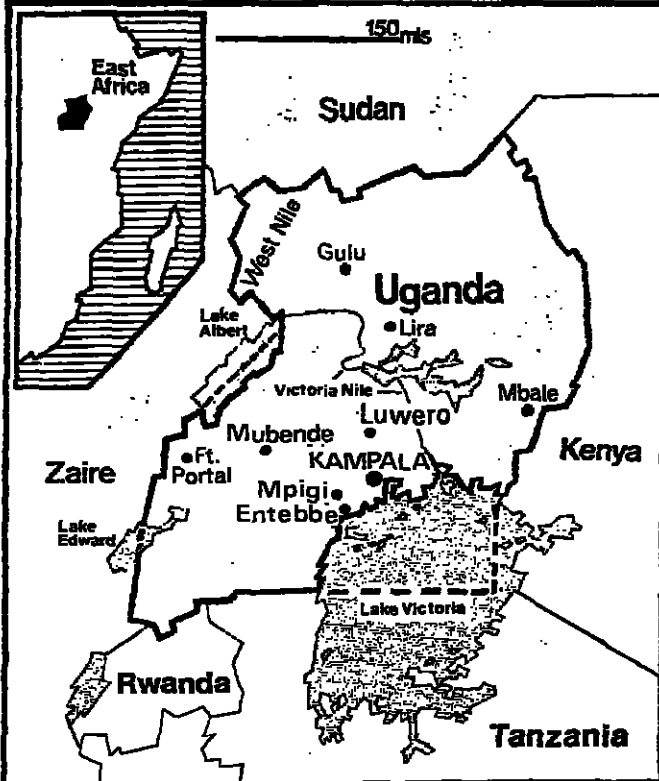 150mls
East
Africa
Sudan
West Nile
Gulu
Uganda
Lake
Albert
Lira
Victoria Nile
Mbale
Luwero
Mubende
Ft.
Portal
Zaire
KAMPALA
Kenya
Mpigi
Entebbe
Lake
Edward
Lake Victoria
Rwanda
Tanzania